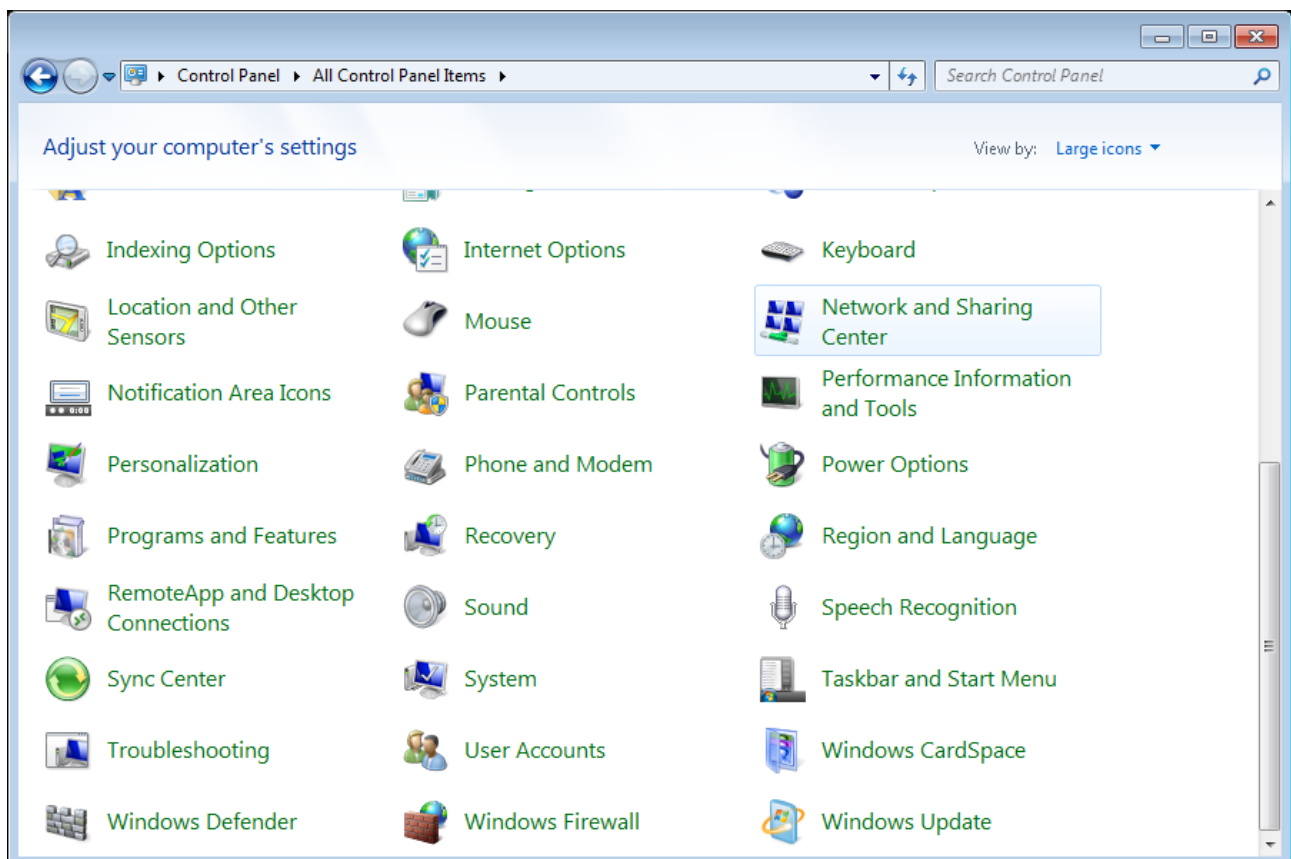 Control Panel All Control Panel Items Search Control Panel
Adjust your computer's settings View by: Large icons
Indexing Options Internet Options Keyboard
Location and Other Sensors Mouse Network and Sharing Center
Notification Area Icons Parental Controls Performance Information and Tools
Personalization Phone and Modem Power Options
Programs and Features Recovery Region and Language
RemoteApp and Desktop Connections Sound Speech Recognition
Sync Center System Taskbar and Start Menu
Troubleshooting User Accounts Windows CardSpace
Windows Defender Windows Firewall Windows Update